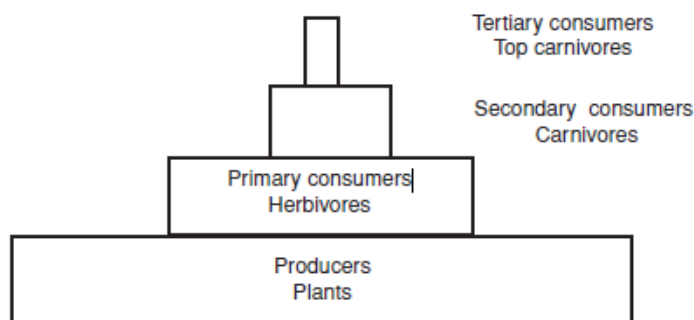 Tertiary consumers
Top carnivores
Secondary consumers
Carnivores
Primary consumers
Herbivores
Producers
Plants